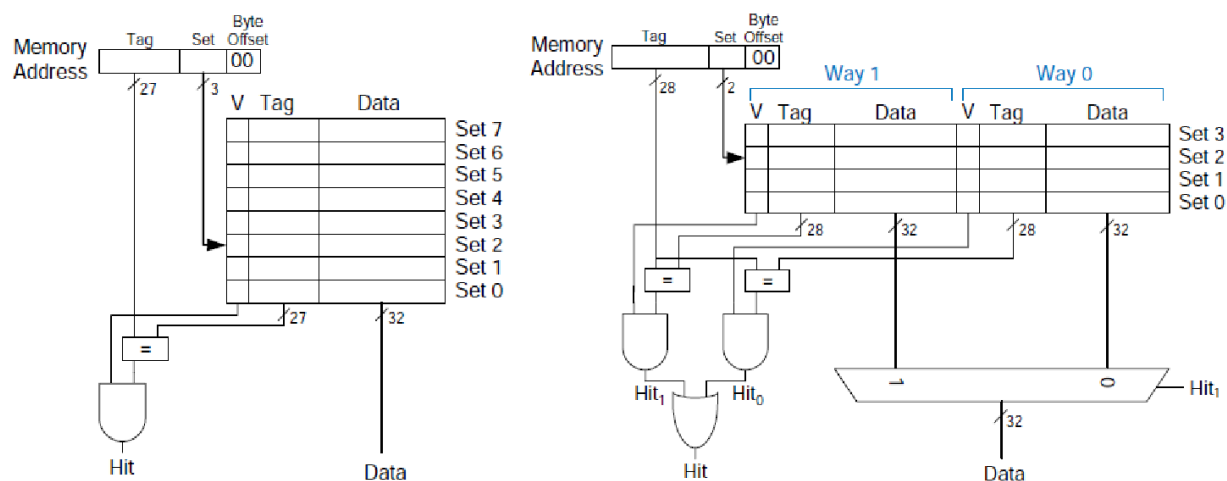 Memory
Address
Tag
Set
Byte
Offset
00
27
3
V Tag Data
Set 7
Set 6
Set 5
Set 4
Set 3
Set 2
Set 1
Set 0
27
32
=
Hit
Data
Memory
Address
Tag
Set
Byte
Offset
00
28
2
Way 1
Way 0
V Tag Data V Tag Data
Set 3
Set 2
Set 1
Set 0
28
32
28
32
=
=
Hit1
Hit0
1
0
Hit1
32
Hit
Data